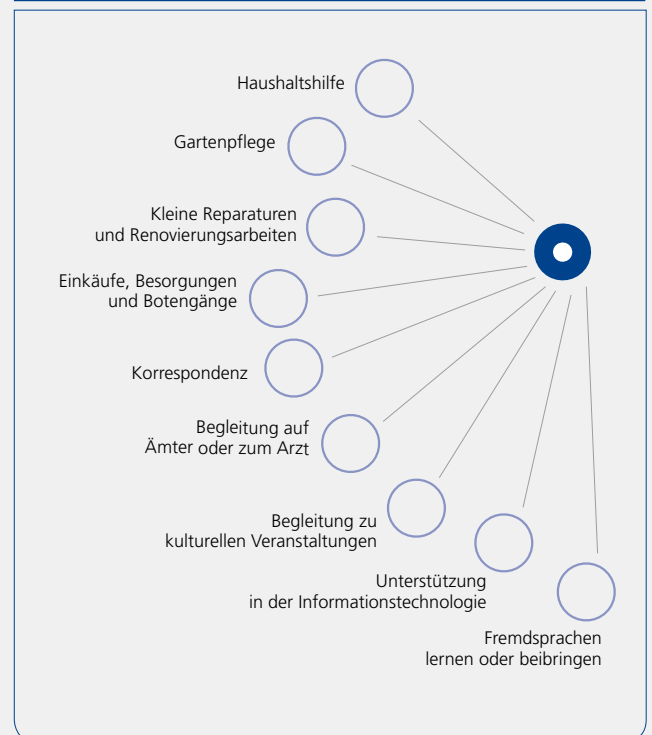 Haushaltshilfe
Gartenpflege
Kleine Reparaturen
und Renovierungsarbeiten
Einkäufe, Besorgungen
und Botengänge
Korrespondenz
Begleitung auf
Ämter oder zum Arzt
Begleitung zu
kulturellen Veranstaltungen
Unterstützung
in der Informationstechnologie
Fremdsprachen
lernen oder beibringen